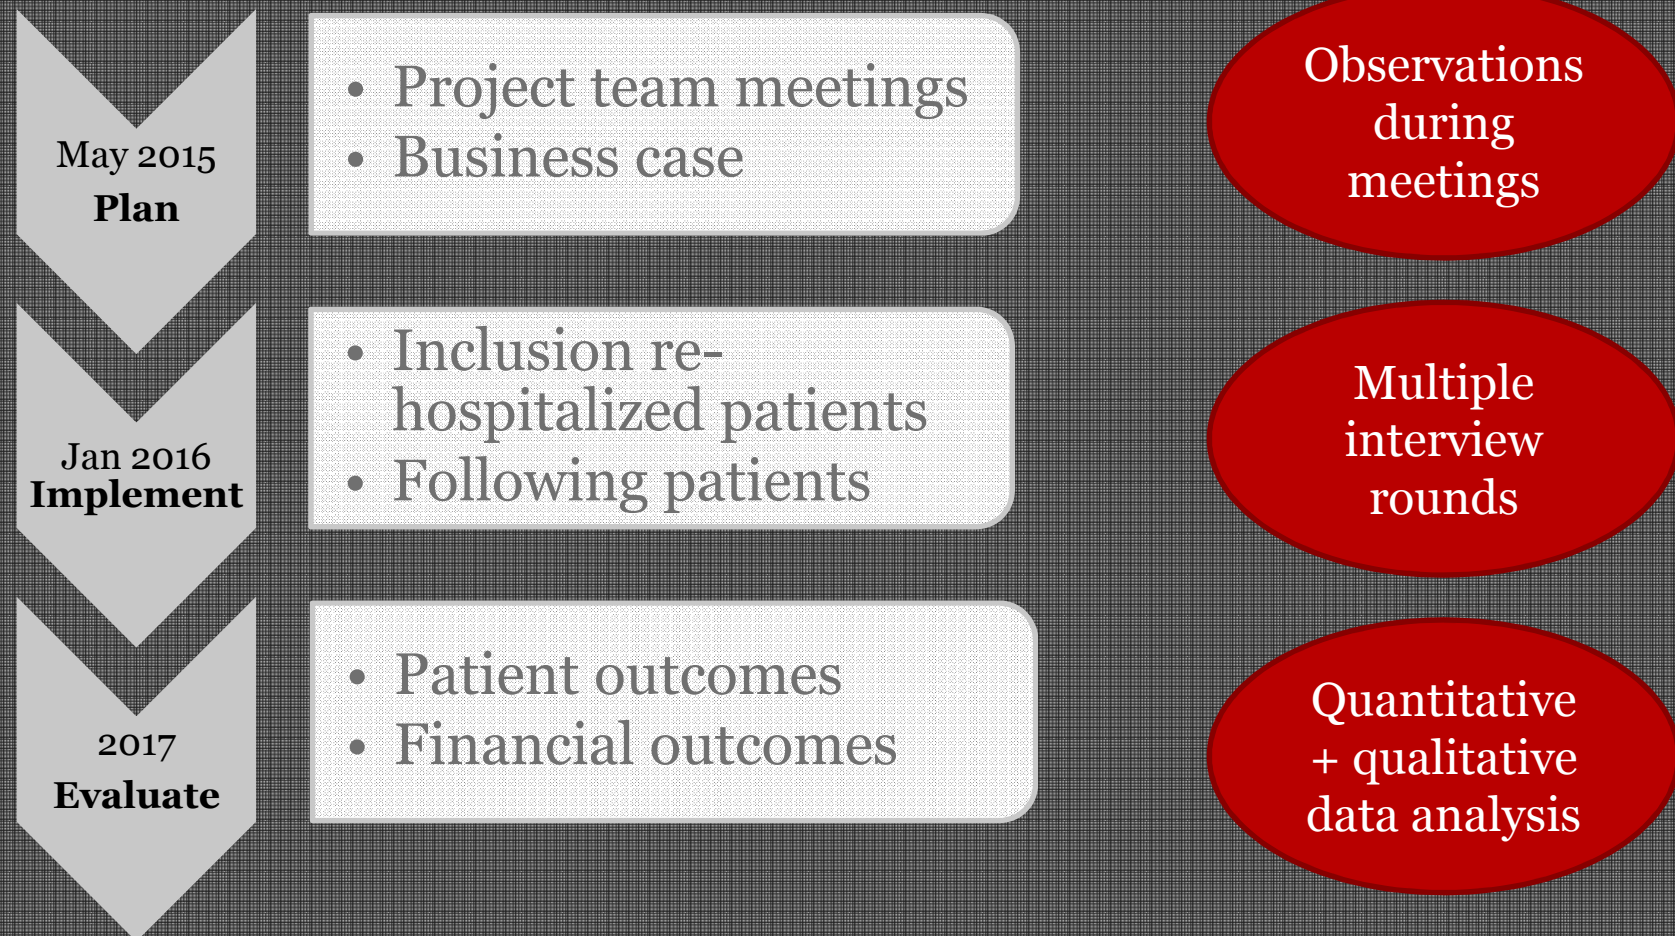 May 2015
Plan
• Project team meetings
• Business case
Observations
during
meetings
Jan 2016
Implement
• Inclusion re-
hospitalized patients
• Following patients
Multiple
interview
rounds
2017
Evaluate
• Patient outcomes
• Financial outcomes
Quantitative
+ qualitative
data analysis